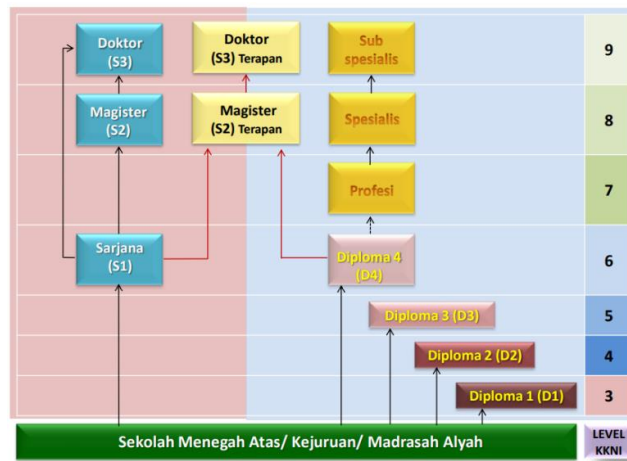 Doktor
(S3)
Doktor
(S3) Terapan
Sub
spesialis
9
Magister
(S2)
Magister
(S2) Terapan
Spesialis
8
Profesi
7
Sarjana
(S1)
Diploma 4
(D4)
6
Diploma 3 (D3)
5
Diploma 2 (D2)
4
Diploma 1 (D1)
3
Sekolah Menegah Atas/ Kejuruan/ Madrasah Alyah
LEVEL
KKNI